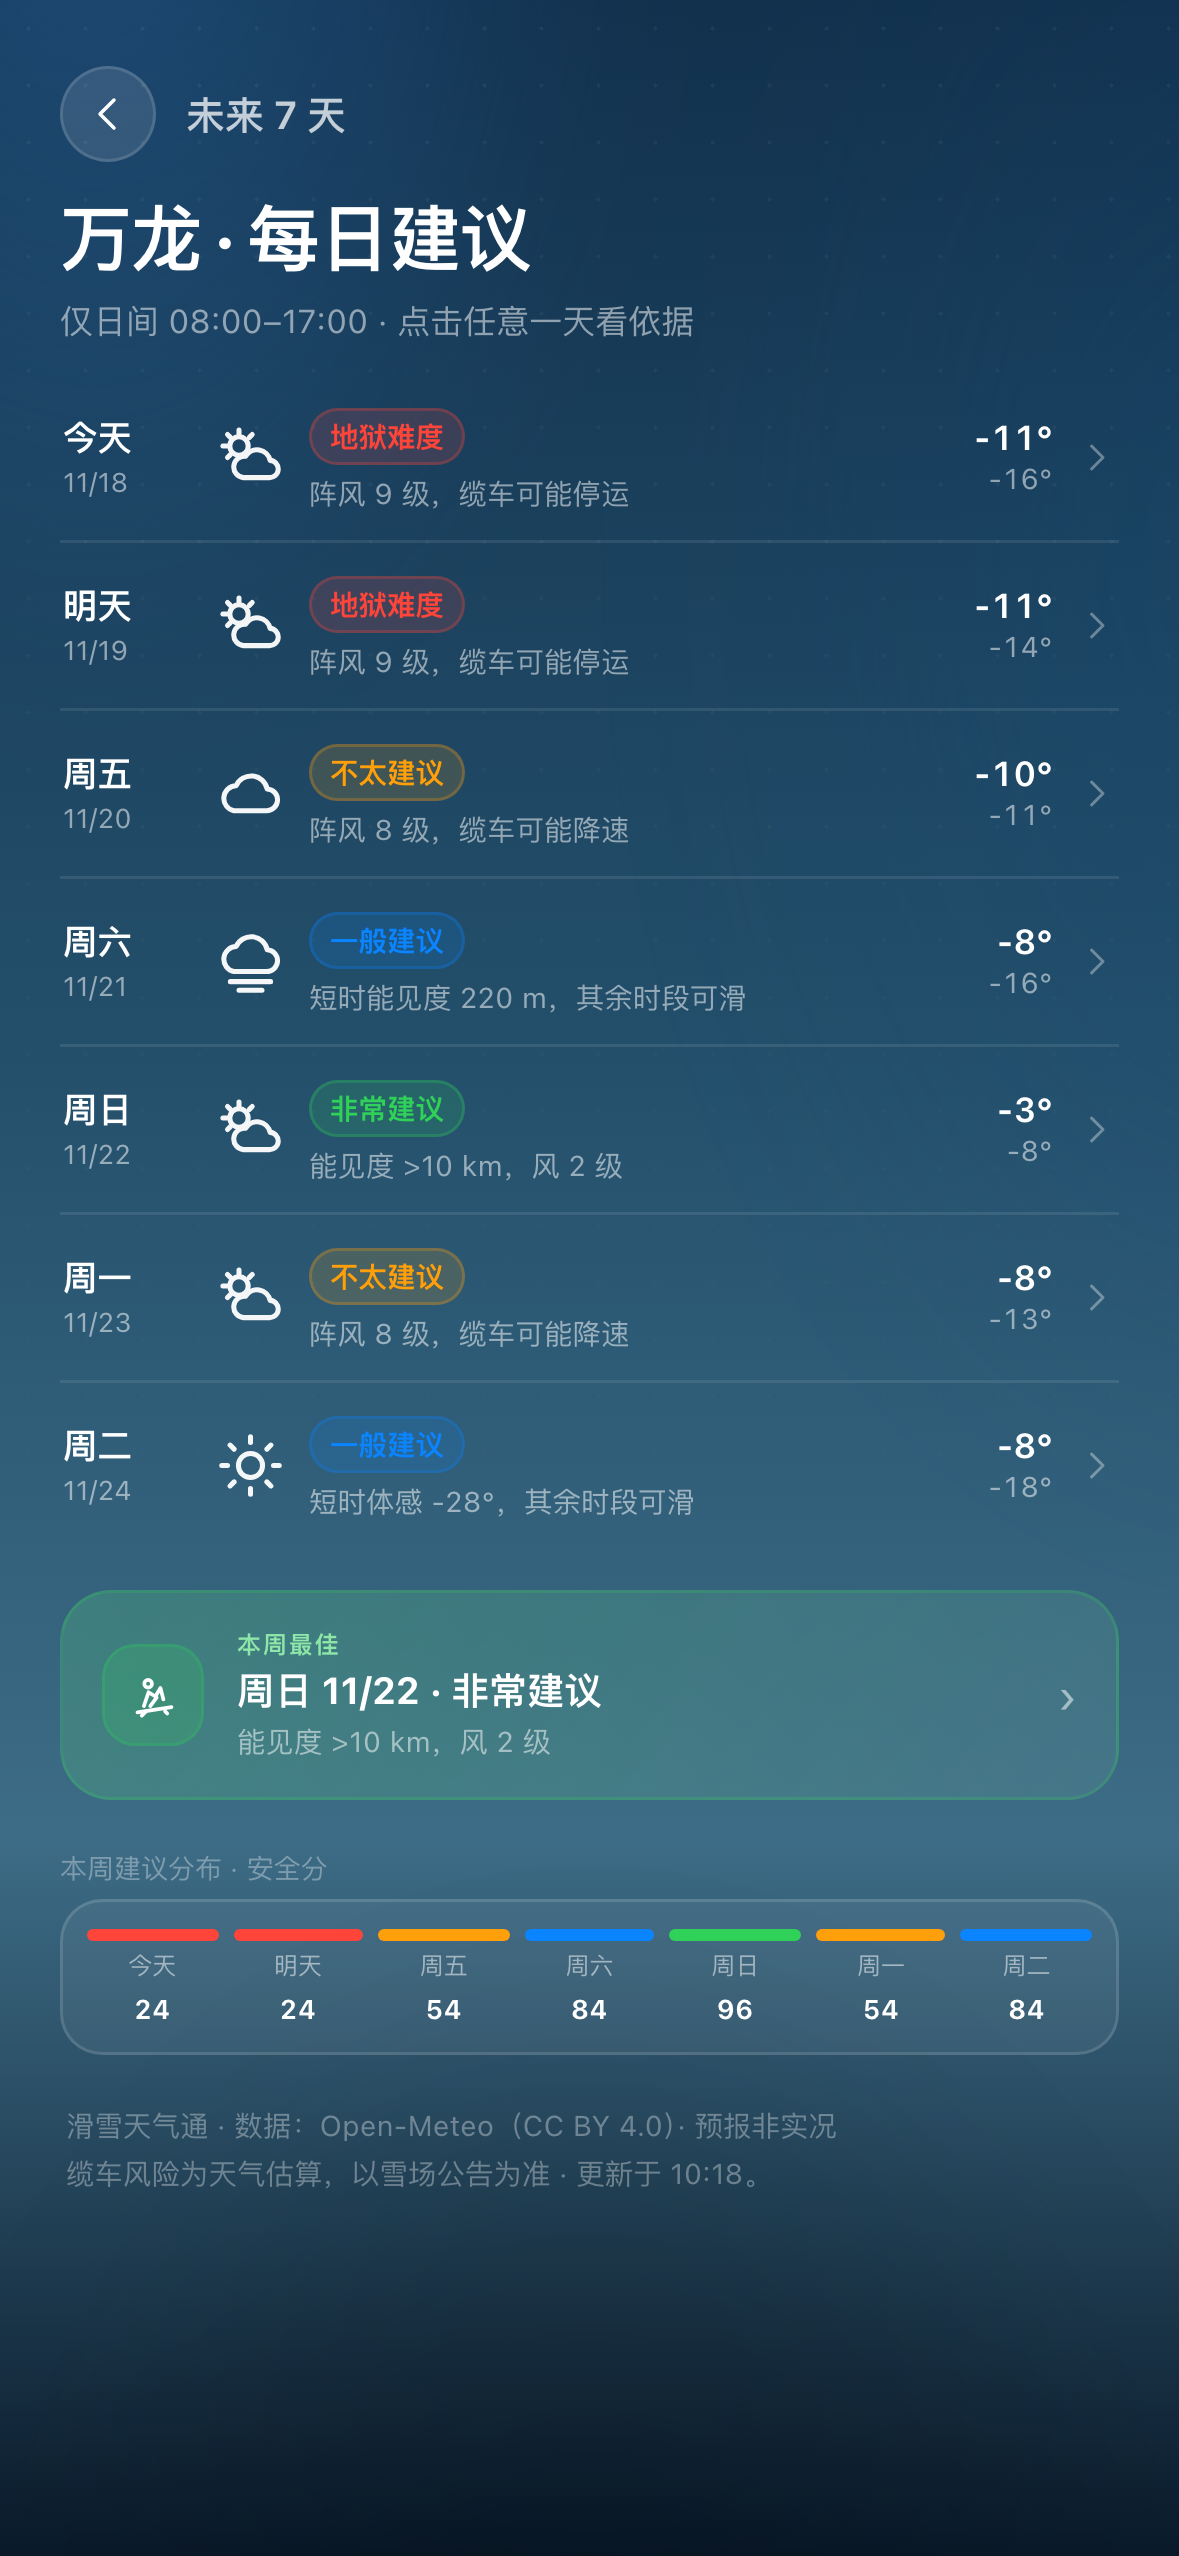 未来 7 天
万龙 · 每日建议
仅日间 08:00–17:00 · 点击任意一天看依据
今天 地狱难度 -11°
11/18 阵风 9 级，缆车可能停运 -16°
明天 地狱难度 -11°
11/19 阵风 9 级，缆车可能停运 -14°
周五 不太建议 -10°
11/20 阵风 8 级，缆车可能降速 -11°
周六 一般建议 -8°
11/21 短时能见度 220 m，其余时段可滑 -16°
周日 非常建议 -3°
11/22 能见度 >10 km，风 2 级 -8°
周一 不太建议 -8°
11/23 阵风 8 级，缆车可能降速 -13°
周二 一般建议 -8°
11/24 短时体感 -28°，其余时段可滑 -18°
本周最佳
周日 11/22 · 非常建议
能见度 >10 km，风 2 级
本周建议分布 · 安全分
今天 明天 周五 周六 周日 周一 周二
24 24 54 84 96 54 84
滑雪天气通 · 数据：Open-Meteo（CC BY 4.0）· 预报非实况
缆车风险为天气估算，以雪场公告为准 · 更新于 10:18。